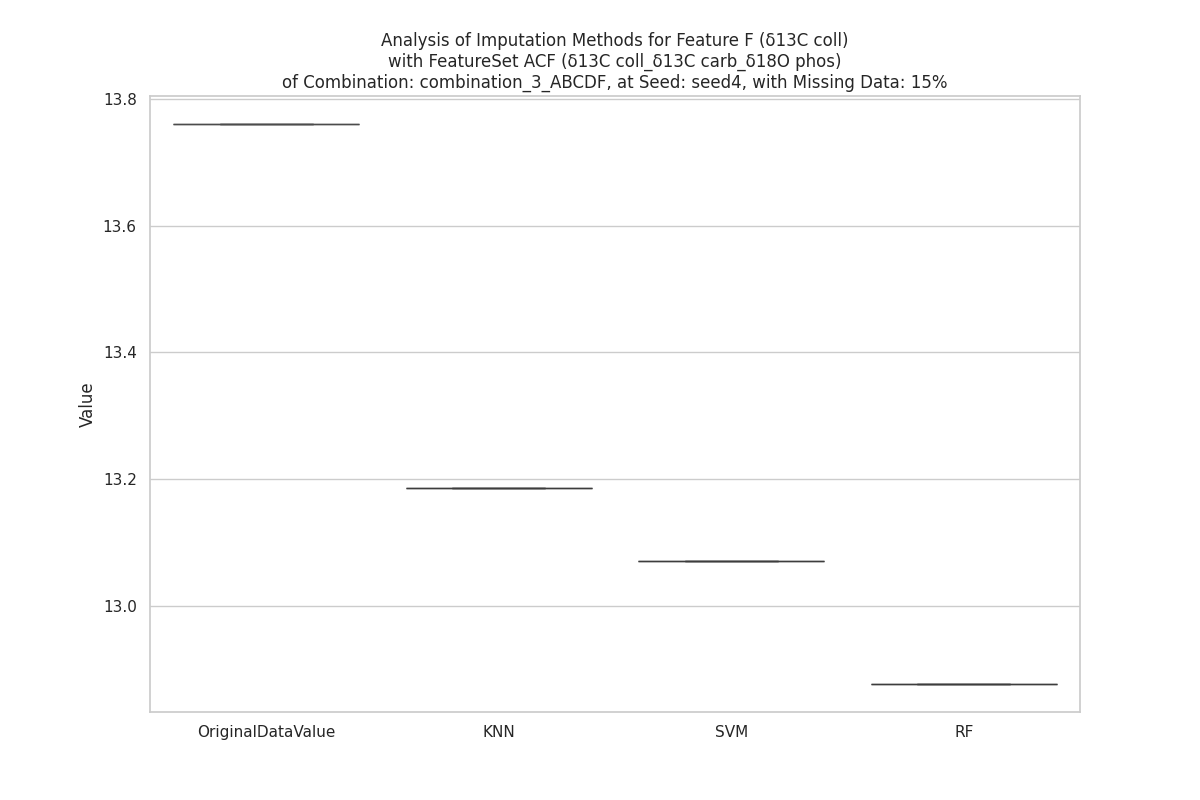 Analysis of Imputation Methods for Feature F (δ13C coll)
with FeatureSet ACF (δ13C coll_δ13C carb_δ18O phos)
of Combination: combination_3_ABCDF, at Seed: seed4, with Missing Data: 15%
13.8
13.6
13.4
13.2
13.0
Value
OriginalDataValue KNN SVM RF